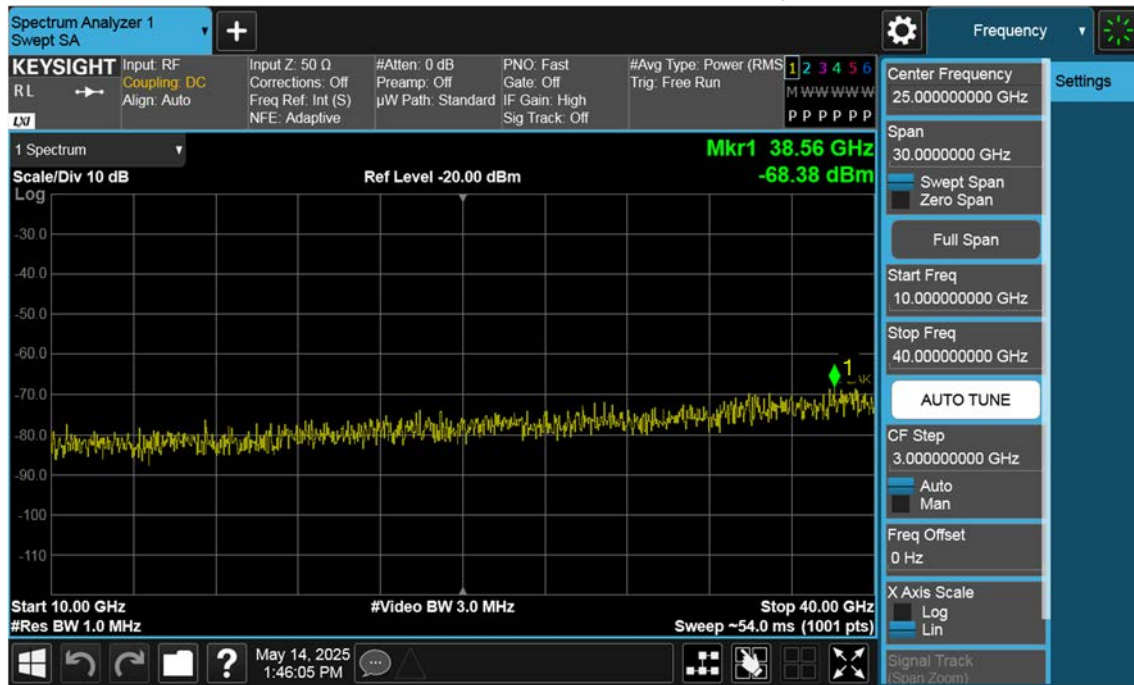 Spectrum Analyzer 1
Swept SA
Frequency
KEYSIGHT
RL
LXI
Input: RF
Coupling: DC
Align: Auto
Input Z: 50 Ω
Corrections: Off
Freq Ref: Int (S)
NFE: Adaptive
#Atten: 0 dB
Preamp: Off
µW Path: Standard
PNO: Fast
Gate: Off
IF Gain: High
Sig Track: Off
#Avg Type: Power (RMS
Trig: Free Run
1 2 3 4 5 6
M W W W W W
P P P P P P
1 Spectrum
Mkr1 38.56 GHz
Scale/Div 10 dB
Ref Level -20.00 dBm
-68.38 dBm
Log
-30.0
-40.0
-50.0
-60.0
-70.0
-80.0
-90.0
-100
-110
1
Start 10.00 GHz
#Video BW 3.0 MHz
Stop 40.00 GHz
#Res BW 1.0 MHz
Sweep ~54.0 ms (1001 pts)
Center Frequency
25.000000000 GHz
Span
30.0000000 GHz
Swept Span
Zero Span
Full Span
Start Freq
10.000000000 GHz
Stop Freq
40.000000000 GHz
AUTO TUNE
CF Step
3.000000000 GHz
Auto
Man
Freq Offset
0 Hz
X Axis Scale
Log
Lin
Signal Track
(Span Zoom)
Settings
?
May 14, 2025
1:46:05 PM